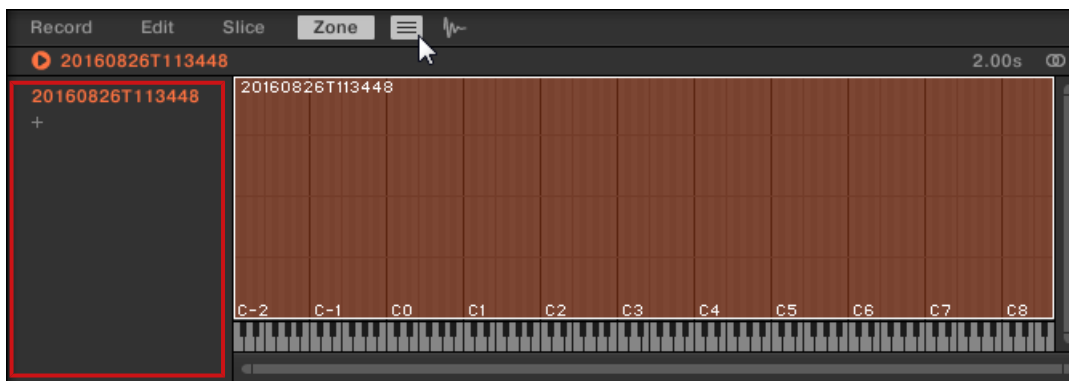 Record Edit Slice Zone
20160826T113448 2.00s
20160826T113448
+
20160826T113448
C-2 C-1 C0 C1 C2 C3 C4 C5 C6 C7 C8